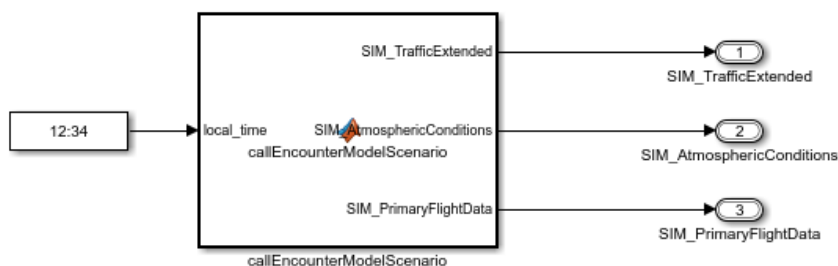 SIM_TrafficExtended
1
SIM_TrafficExtended
12:34
local_time
SIM_AtmosphericConditions
callEncounterModelScenario
2
SIM_AtmosphericConditions
SIM_PrimaryFlightData
3
SIM_PrimaryFlightData
callEncounterModelScenario